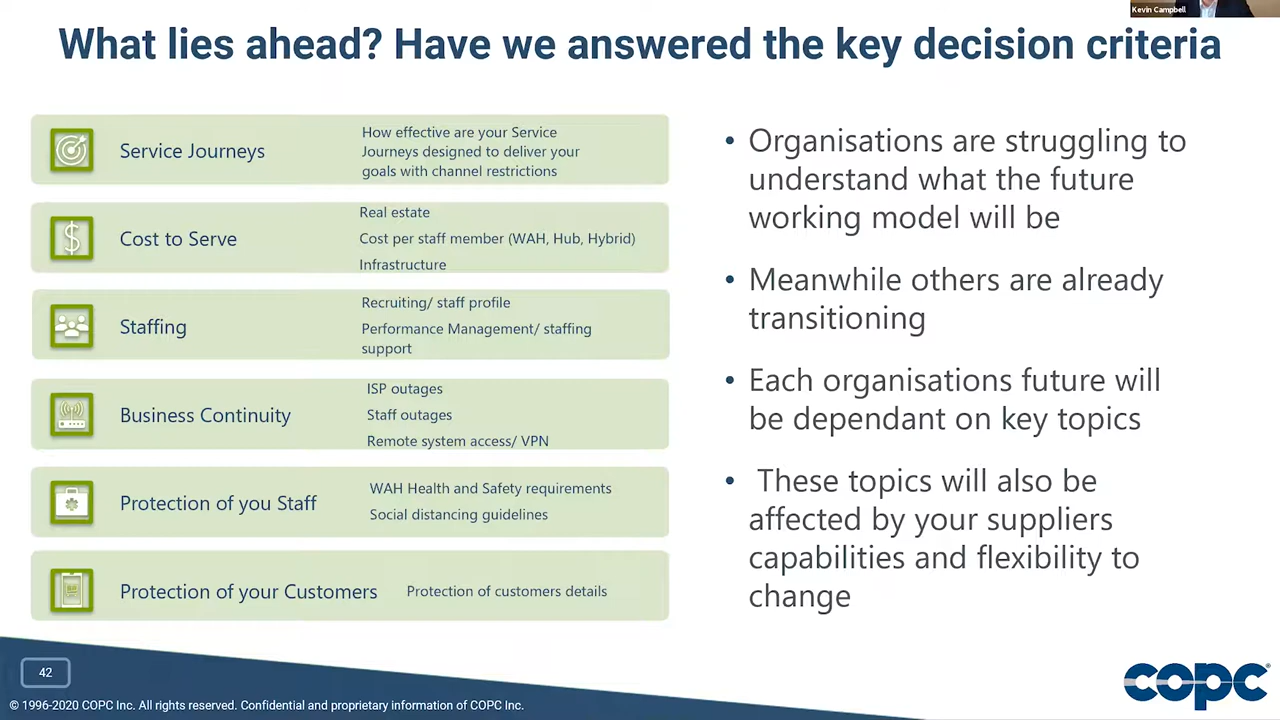 Kevin Campbell
What lies ahead? Have we answered the key decision criteria
Service Journeys
How effective are your Service
Journeys designed to deliver your
goals with channel restrictions
Cost to Serve
Real estate
Cost per staff member (WAH, Hub, Hybrid)
Infrastructure
Staffing
Recruiting/ staff profile
Performance Management/ staffing
support
Business Continuity
ISP outages
Staff outages
Remote system access/ VPN
Protection of you Staff
WAH Health and Safety requirements
Social distancing guidelines
Protection of your Customers
Protection of customers details
• Organisations are struggling to
understand what the future
working model will be
• Meanwhile others are already
transitioning
• Each organisations future will
be dependant on key topics
• These topics will also be
affected by your suppliers
capabilities and flexibility to
change
42
© 1996-2020 COPC Inc. All rights reserved. Confidential and proprietary information of COPC Inc.
copc®